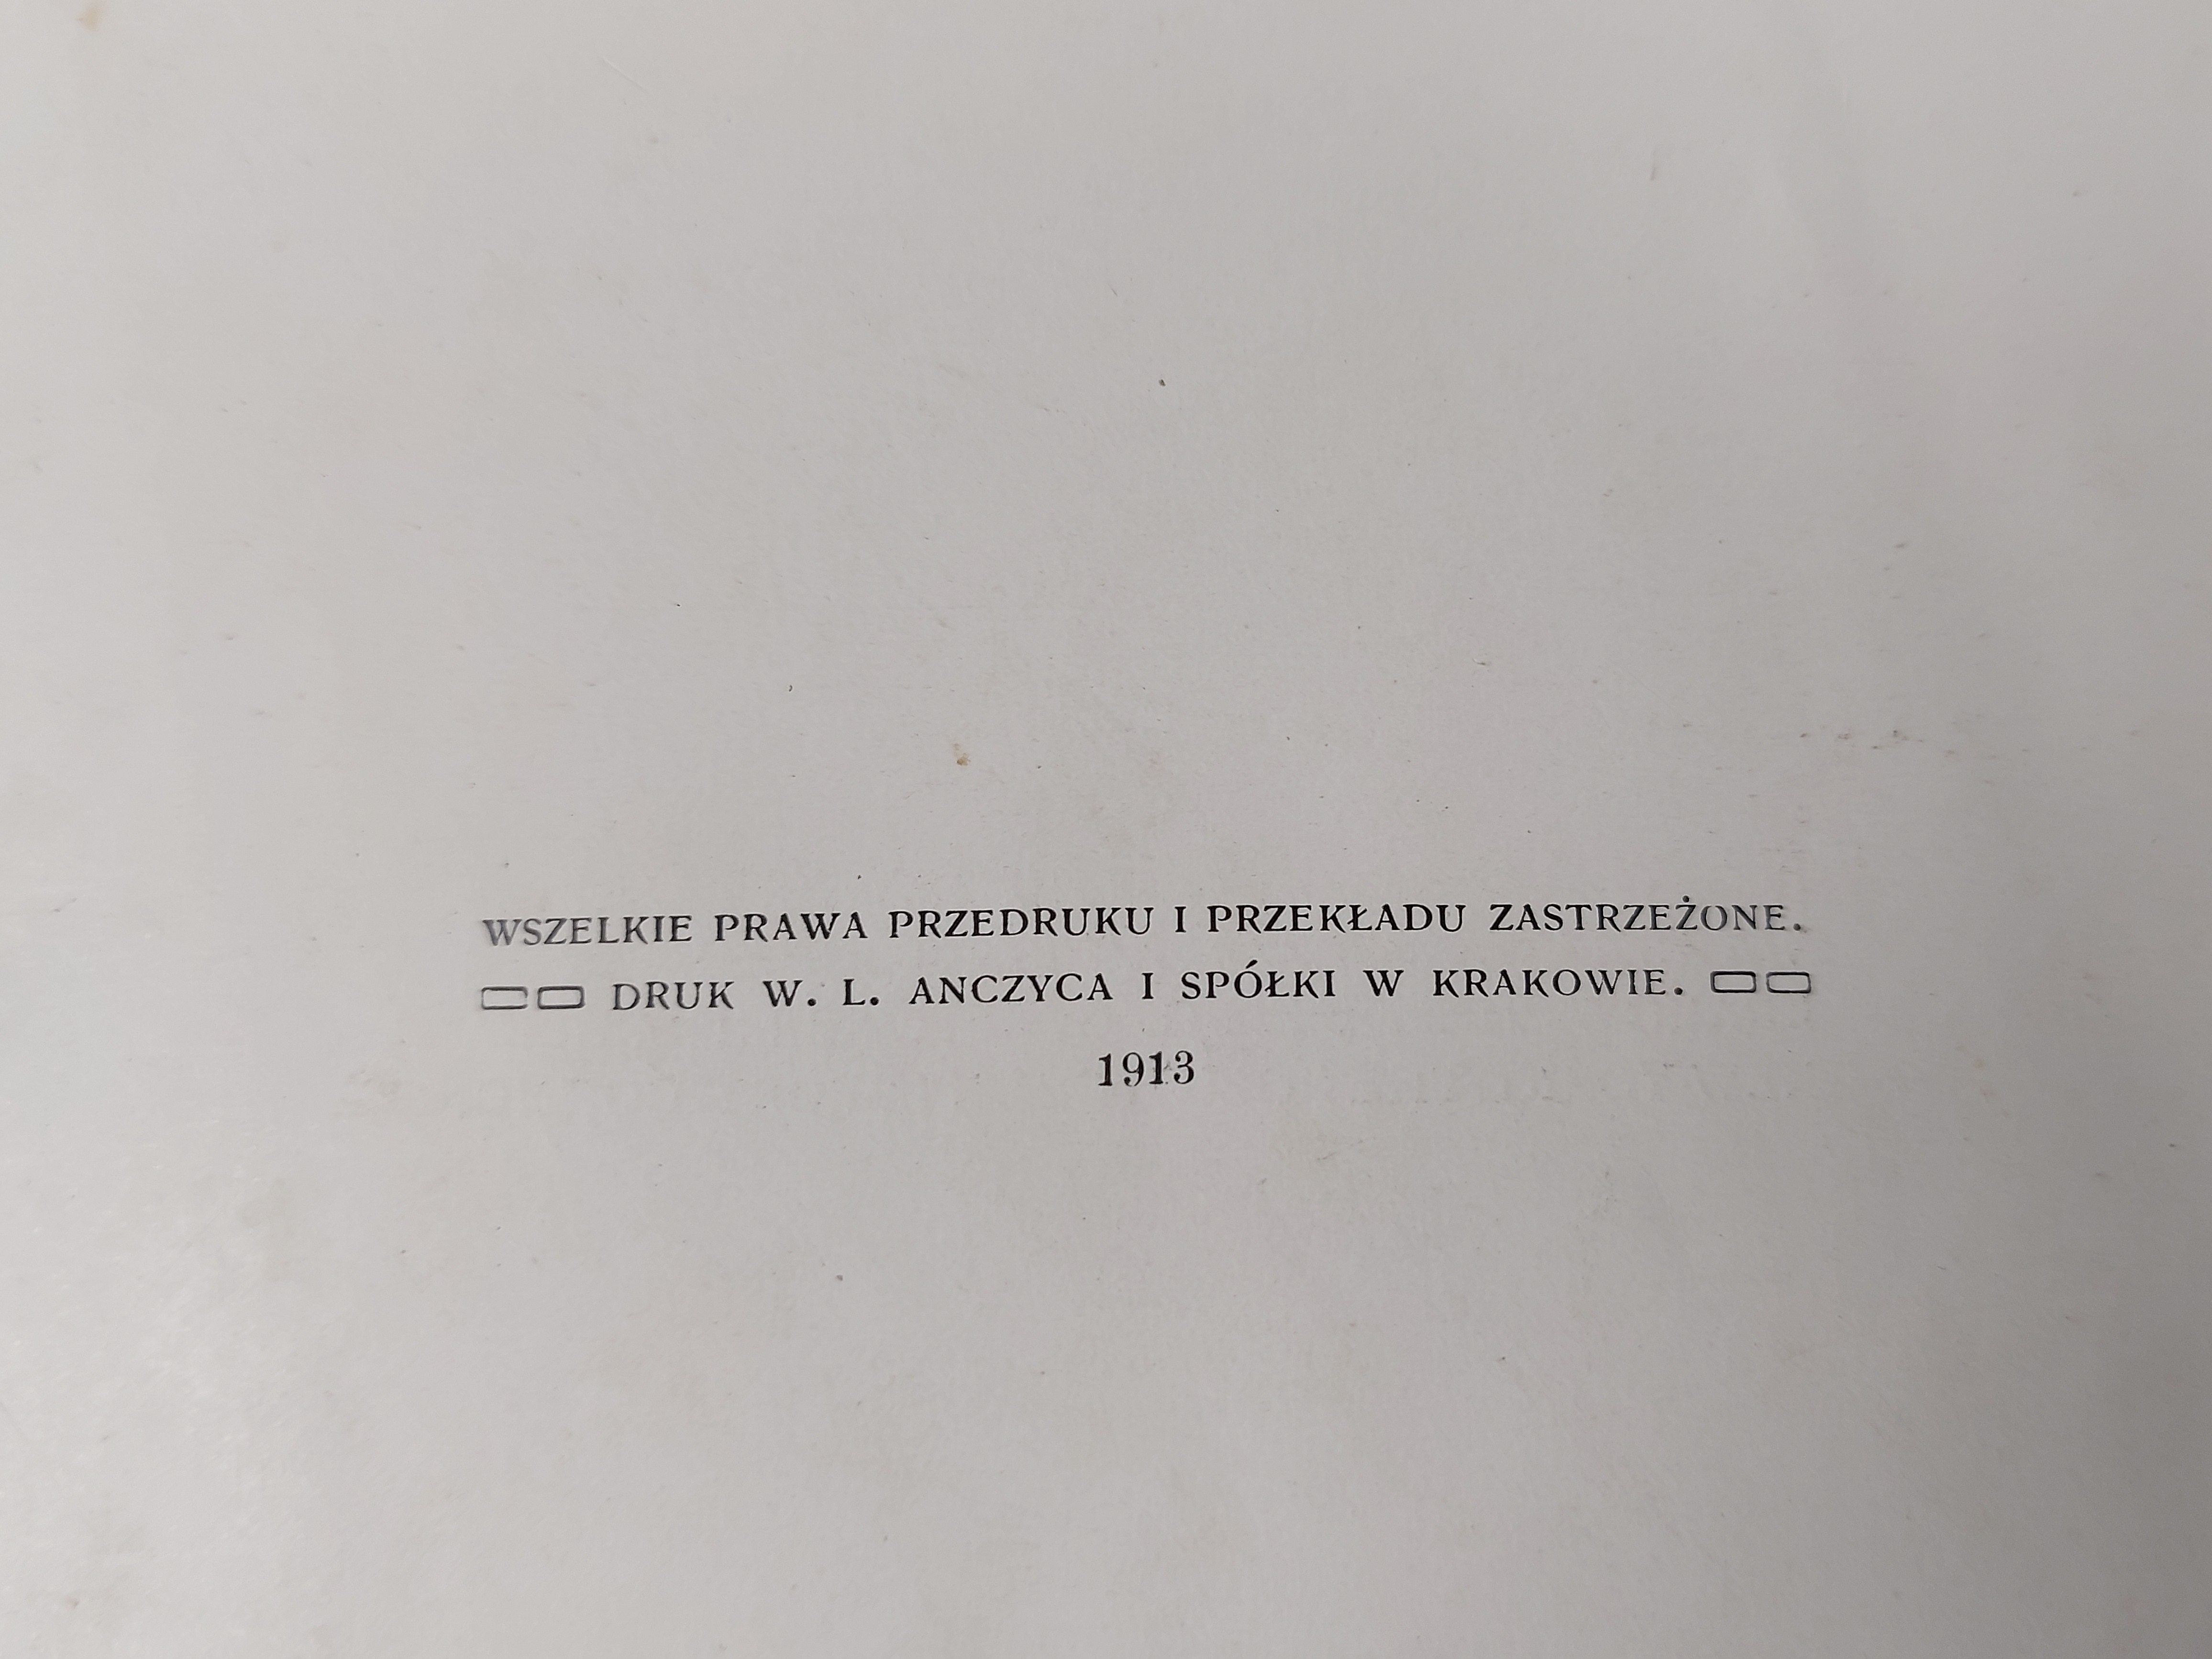 WSZELKIE PRAWA PRZEDRUKU I PRZEKŁADU ZASTRZEŻONE.
DRUK W. L. ANCZYCA I SPÓŁKI W KRAKOWIE.
1913